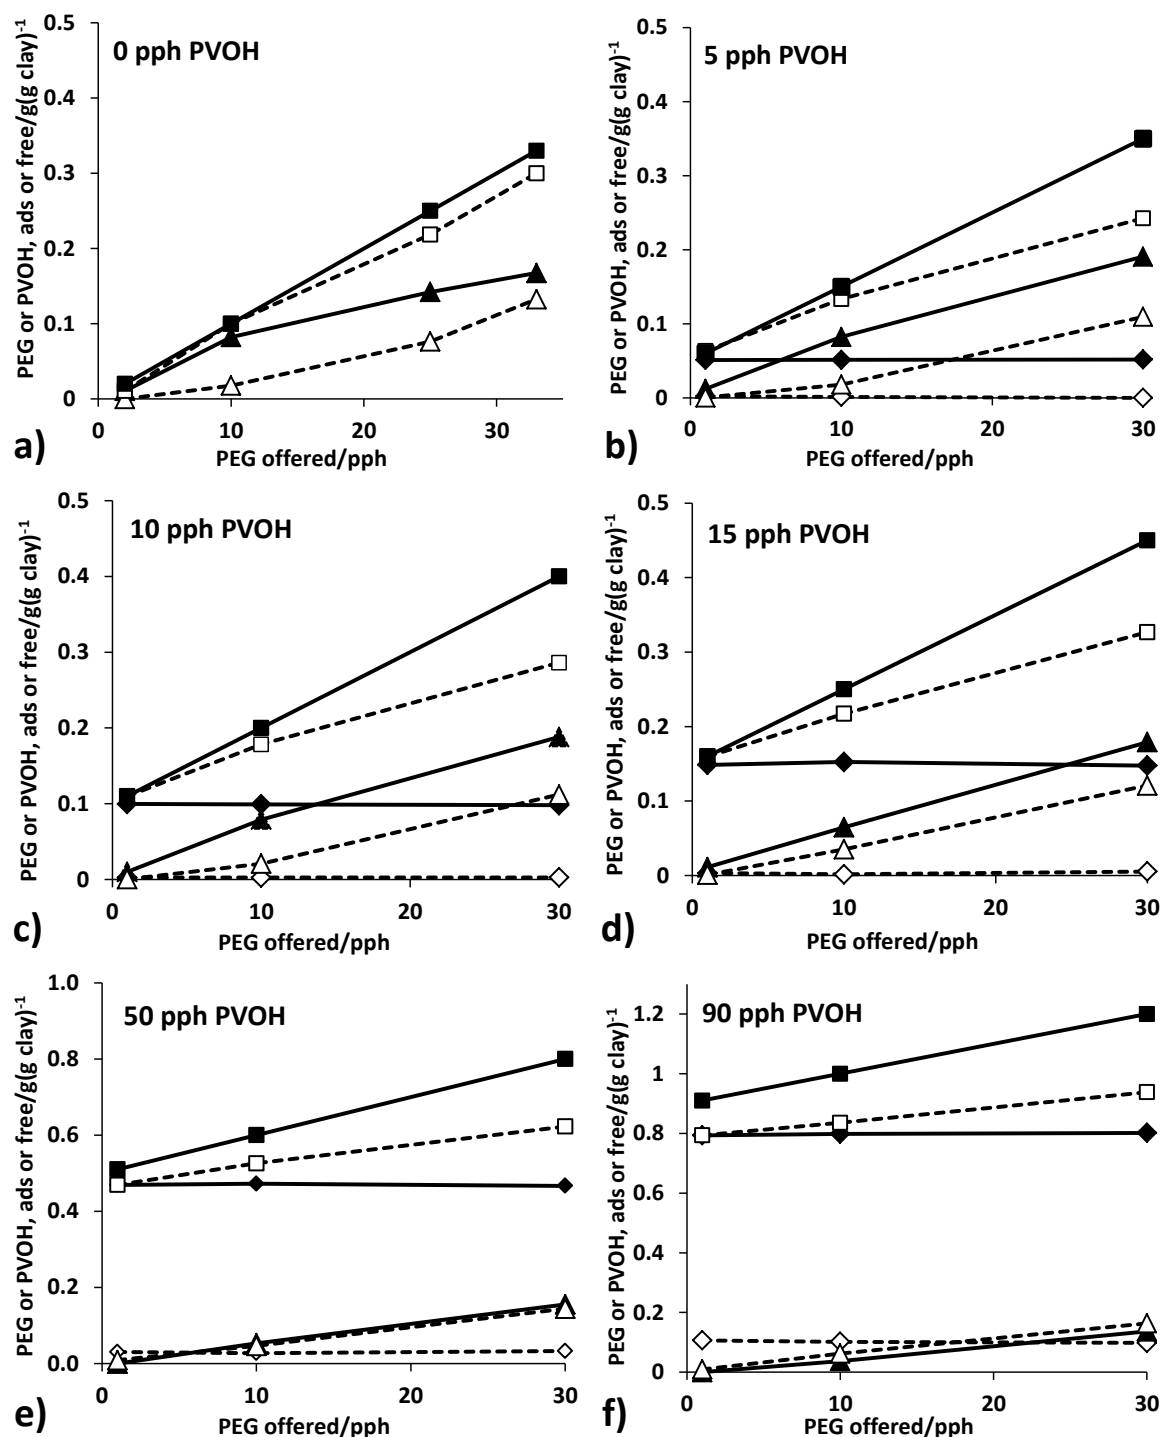 0 pph PVOH
PEG or PVOH, ads or free/g(g clay)-1
0.5
0.4
0.3
0.2
0.1
0
0 10 20 30
PEG offered/pph
a)
5 pph PVOH
PEG or PVOH, ads or free/g(g clay)-1
0.5
0.4
0.3
0.2
0.1
0
0 10 20 30
PEG offered/pph
b)
10 pph PVOH
PEG or PVOH, ads or free/g(g clay)-1
0.5
0.4
0.3
0.2
0.1
0
0 10 20 30
PEG offered/pph
c)
15 pph PVOH
PEG or PVOH, ads or free/g(g clay)-1
0.5
0.4
0.3
0.2
0.1
0
0 10 20 30
PEG offered/pph
d)
50 pph PVOH
PEG or PVOH, ads or free/g(g clay)-1
1.0
0.8
0.6
0.4
0.2
0.0
0 10 20 30
PEG offered/pph
e)
90 pph PVOH
PEG or PVOH, ads or free/g(g clay)-1
1.2
1
0.8
0.6
0.4
0.2
0
0 10 20 30
PEG offered/pph
f)